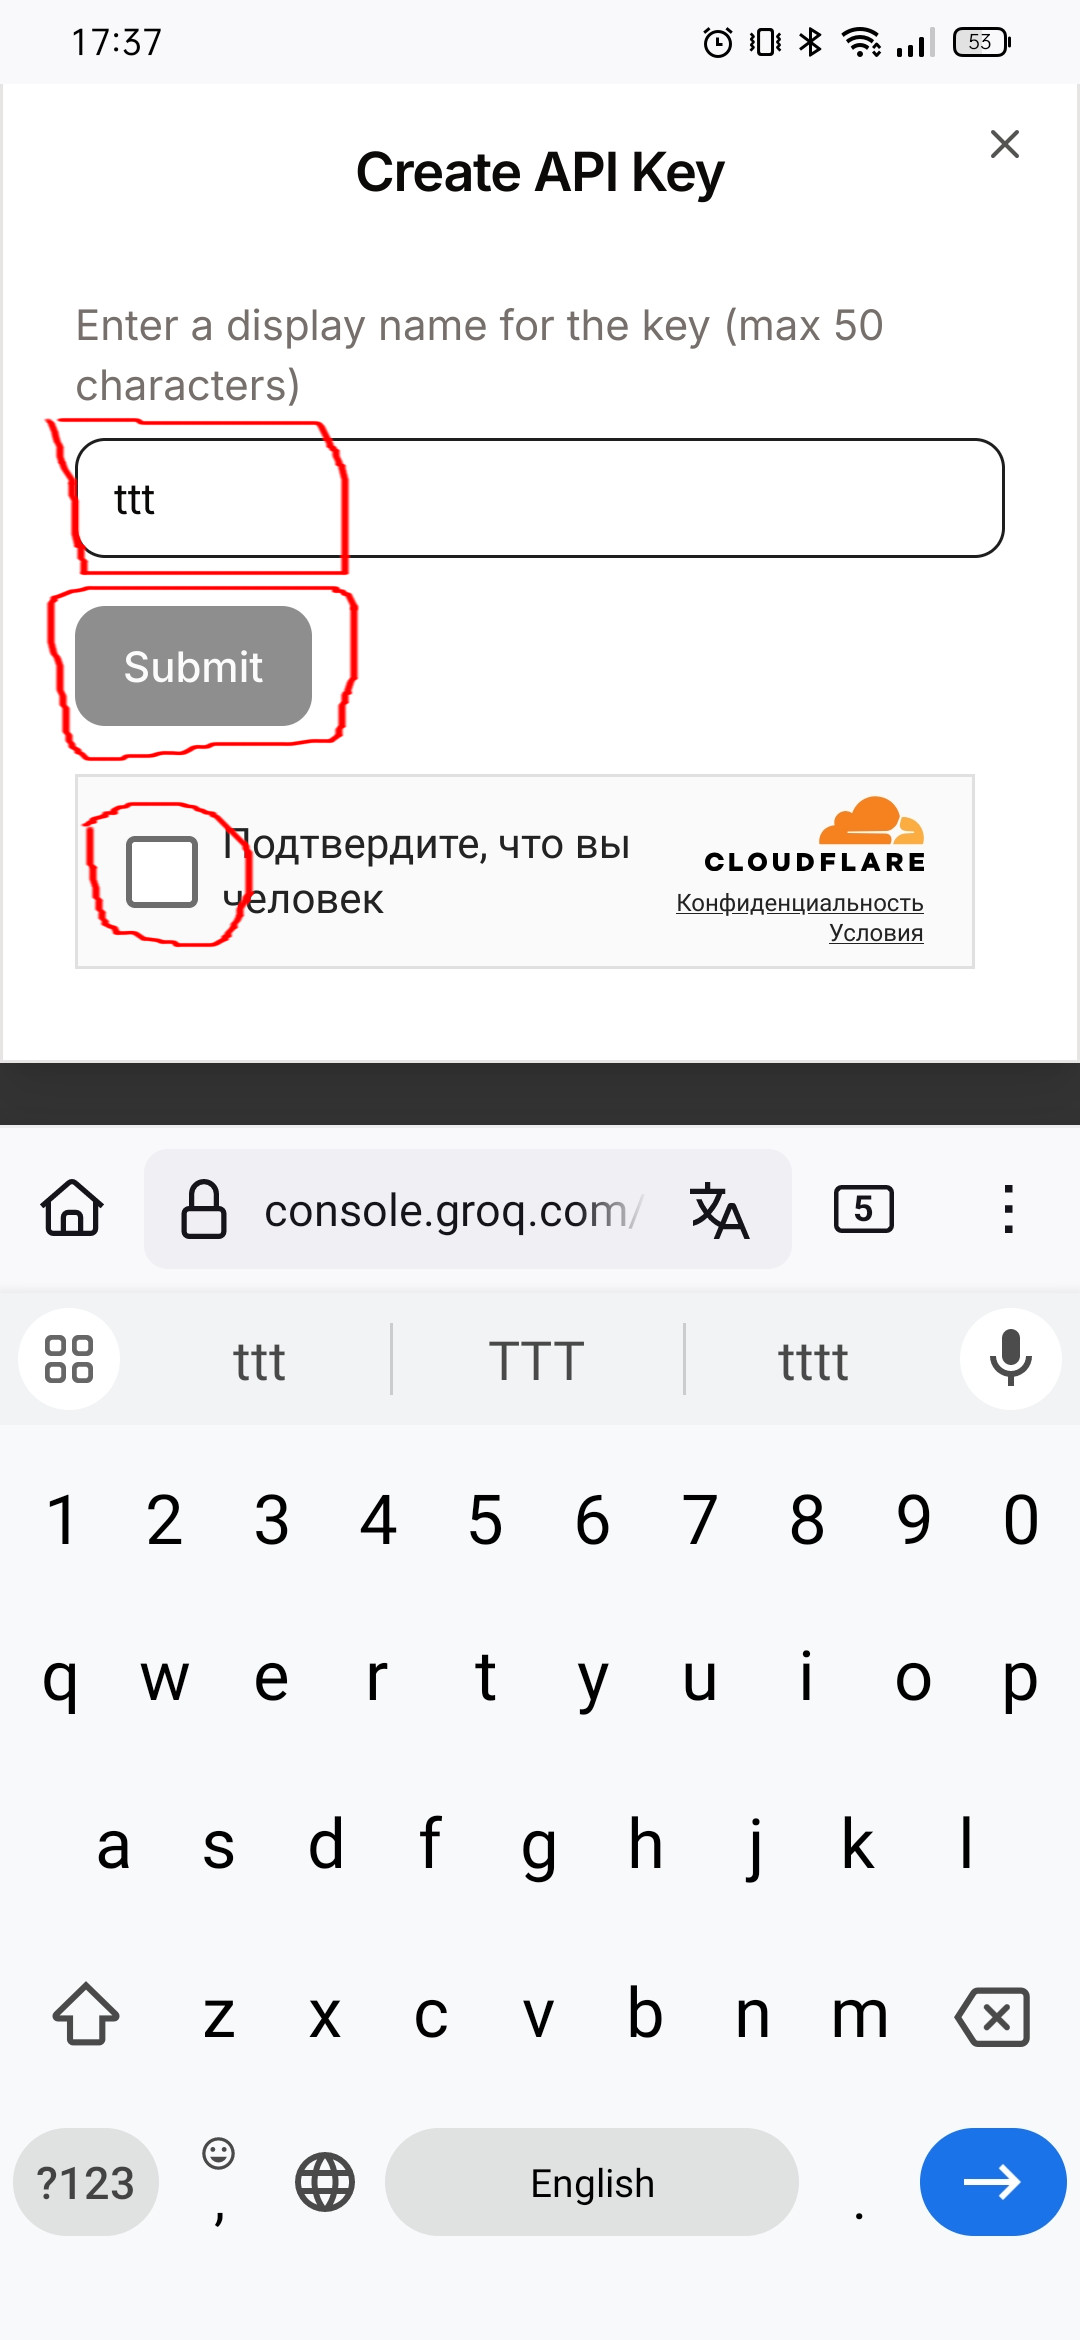 17:37
53
Create API Key
Enter a display name for the key (max 50
characters)
ttt
Submit
Подтвердите, что вы
человек
CLOUDFLARE
Конфиденциальность
Условия
console.groq.com/
5
ttt TTT tttt
1 2 3 4 5 6 7 8 9 0
q w e r t y u i o p
a s d f g h j k l
z x c v b n m
?123 , English .